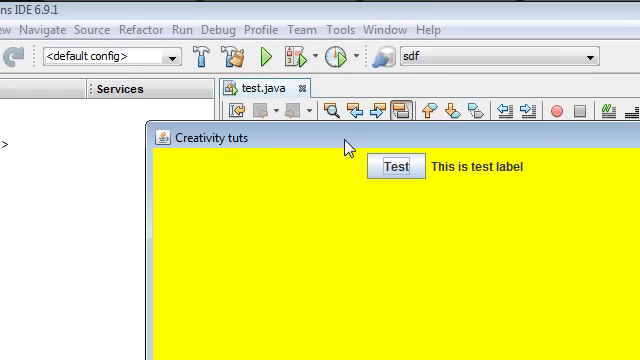 ns IDE 6.9.1
ew Navigate Source Refactor Run Debug Profile Team Tools Window Help
<default config> sdf
Services test.java
>
Creativity tuts
Test This is test label